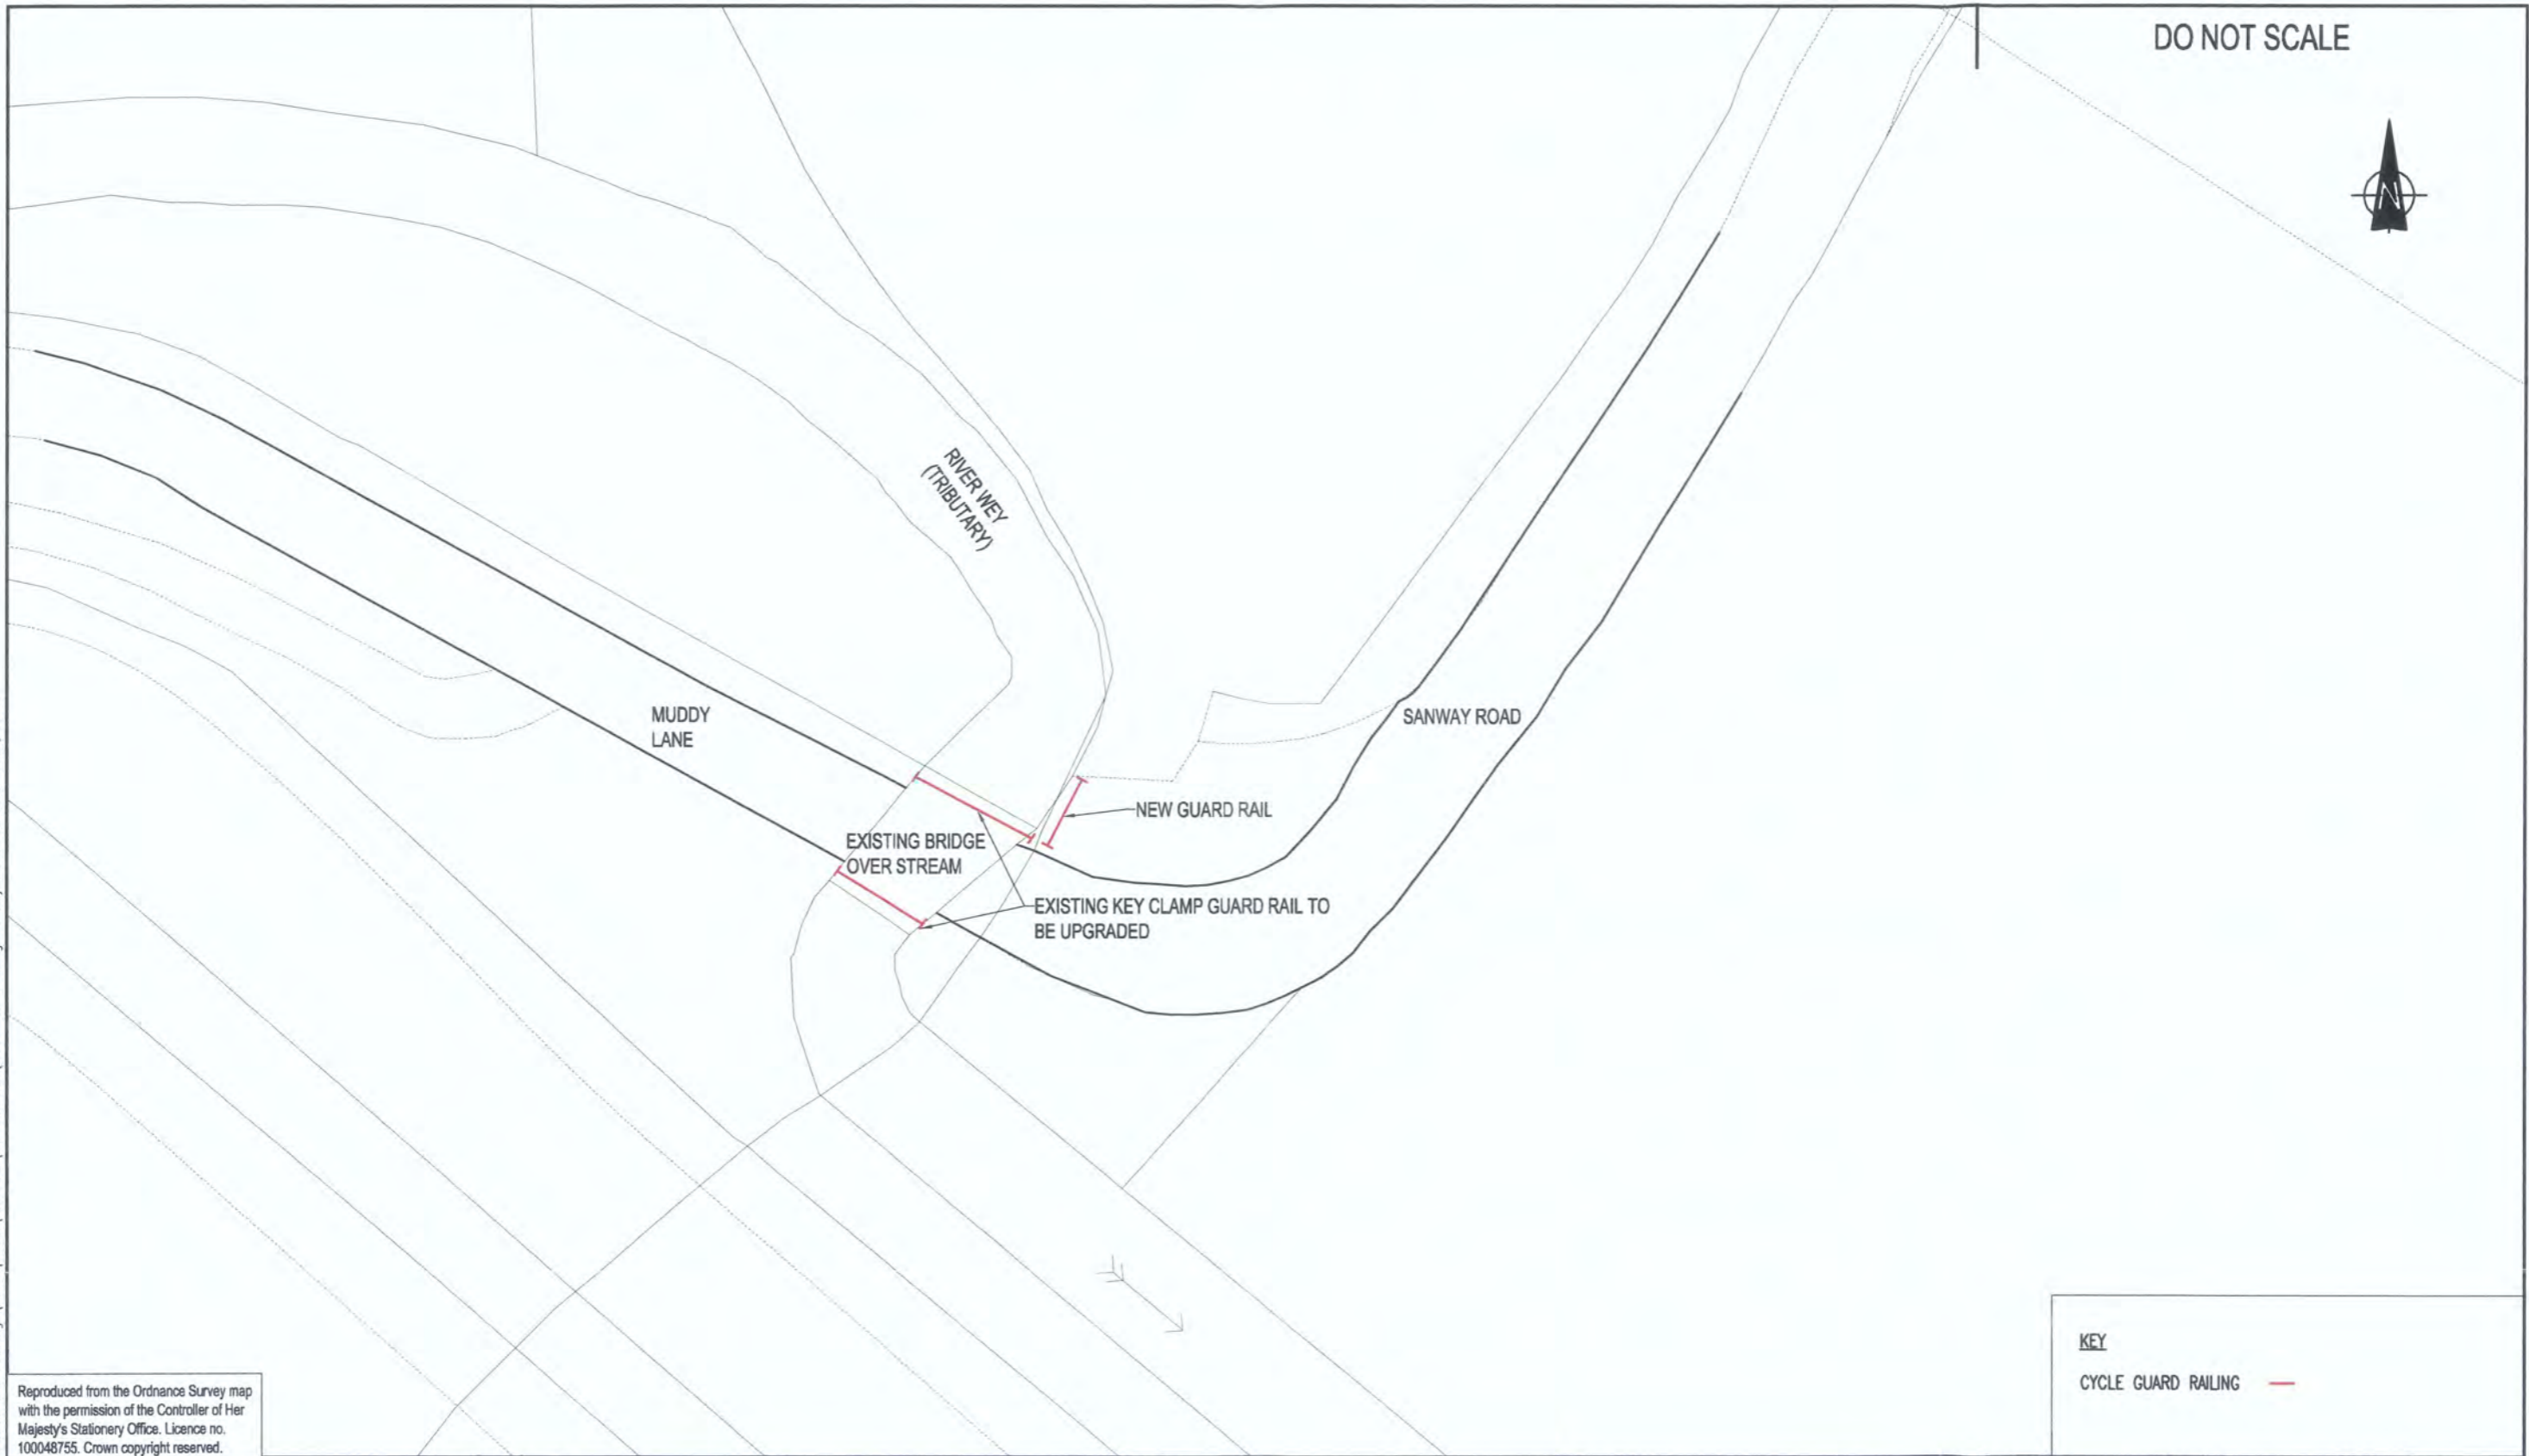 DO NOT SCALE
N
RIVER WEY
(TRIBUTARY)
MUDDY
LANE
SANWAY ROAD
NEW GUARD RAIL
EXISTING BRIDGE
OVER STREAM
EXISTING KEY CLAMP GUARD RAIL TO
BE UPGRADED
KEY
CYCLE GUARD RAILING
Reproduced from the Ordnance Survey map
with the permission of the Controller of Her
Majesty's Stationery Office. Licence no.
100048755. Crown copyright reserved.